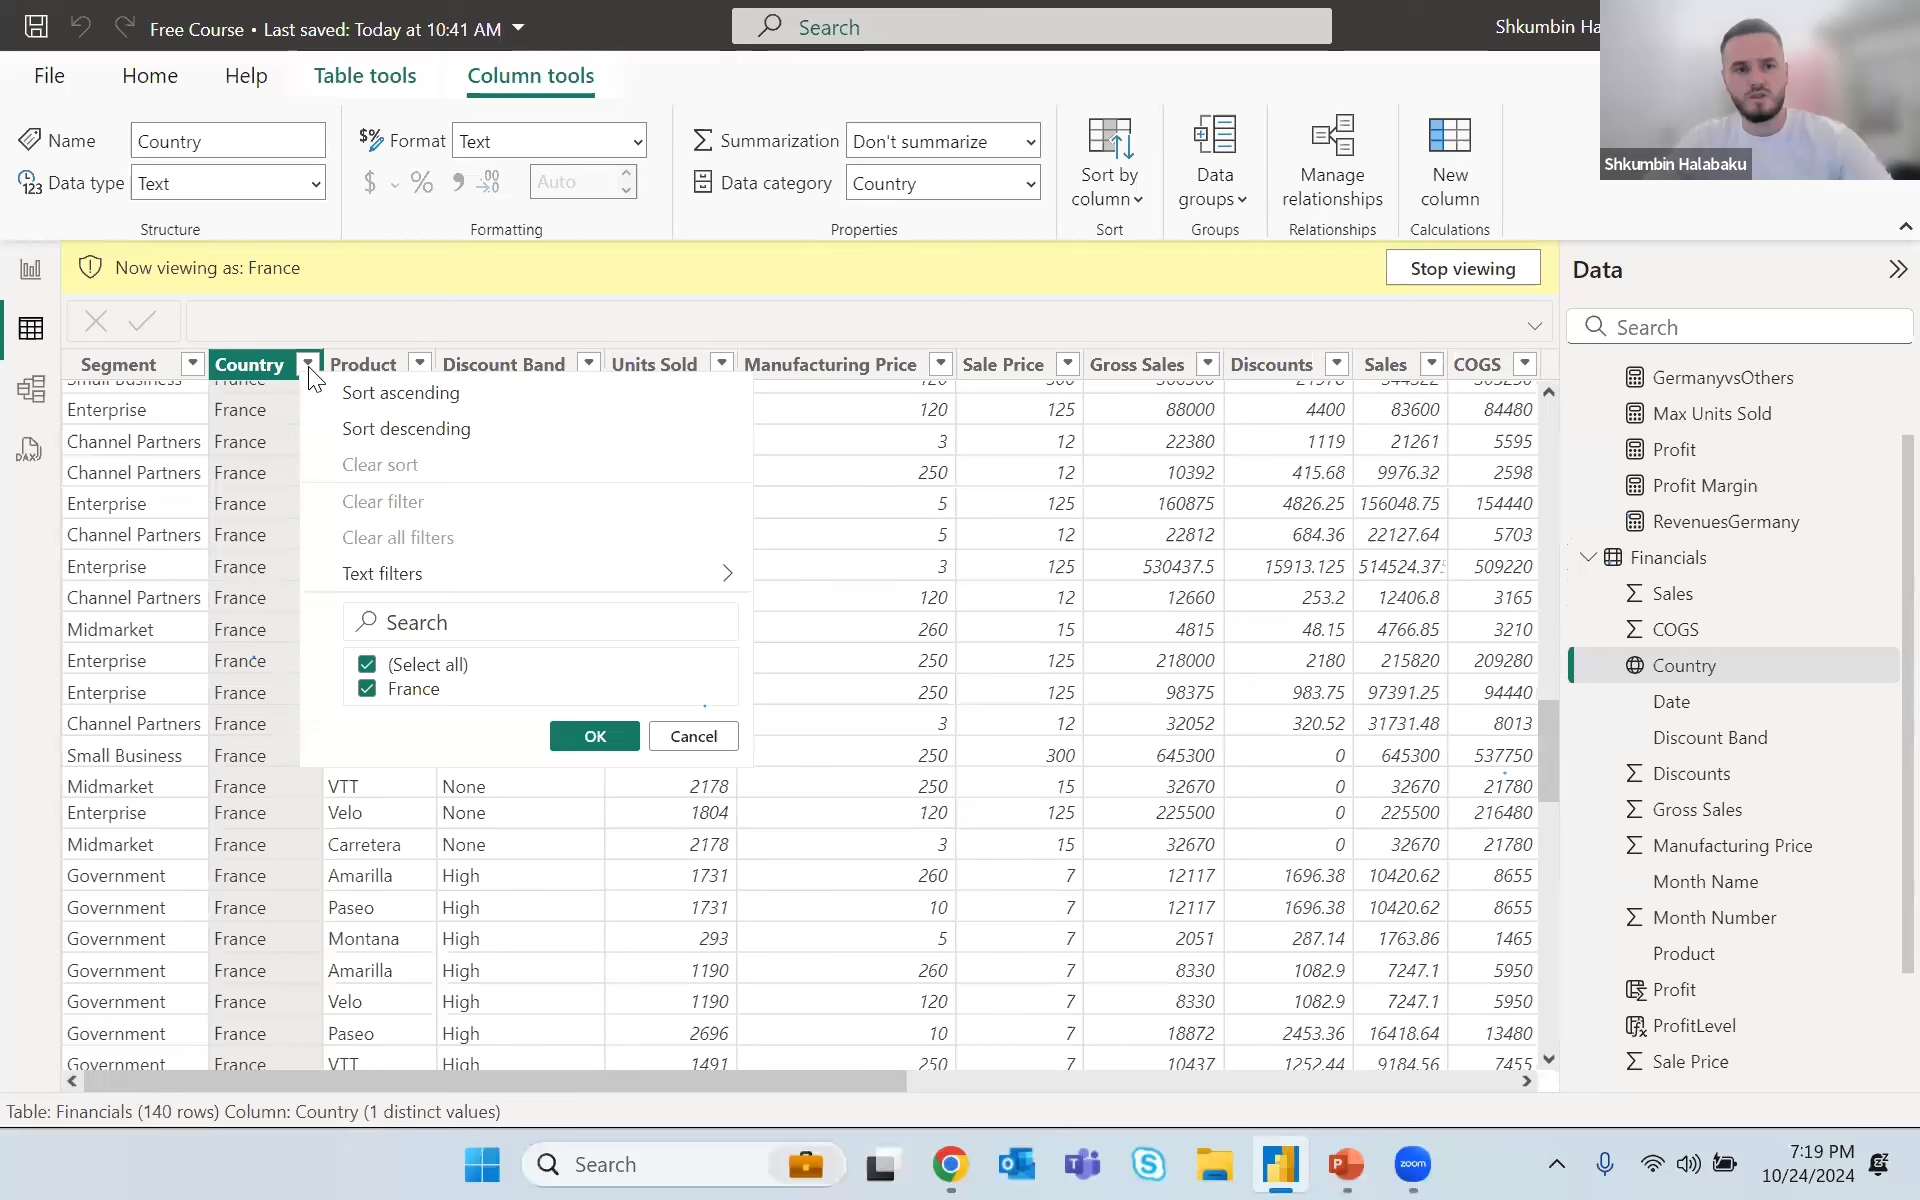 Free Course • Last saved: Today at 10:41 AM
Search
Shkumbin Ha
File Home Help Table tools Column tools
Name Country
Data type Text
Structure
Format Text
$ % Auto
Formatting
Summarization Don't summarize
Data category Country
Properties
Sort by column
Sort
Data groups
Groups
Manage relationships
Relationships
New column
Calculations
Shkumbin Halabaku
Now viewing as: France
Stop viewing
Segment Country Product Discount Band Units Sold Manufacturing Price Sale Price Gross Sales Discounts Sales COGS
Enterprise France 120 125 88000 4400 83600 84480
Channel Partners France 3 12 22380 1119 21261 5595
Channel Partners France 250 12 10392 415.68 9976.32 2598
Enterprise France 5 125 160875 4826.25 156048.75 154440
Channel Partners France 5 12 22812 684.36 22127.64 5703
Enterprise France 3 125 530437.5 15913.125 514524.37 509220
Channel Partners France 120 12 12660 253.2 12406.8 3165
Midmarket France 260 15 4815 48.15 4766.85 3210
Enterprise France 250 125 218000 2180 215820 209280
Enterprise France 250 125 98375 983.75 97391.25 94440
Channel Partners France 3 12 32052 320.52 31731.48 8013
Small Business France 250 300 645300 0 645300 537750
Midmarket France VTT None 2178 250 15 32670 0 32670 21780
Enterprise France Velo None 1804 120 125 225500 0 225500 216480
Midmarket France Carretera None 2178 3 15 32670 0 32670 21780
Government France Amarilla High 1731 260 7 12117 1696.38 10420.62 8655
Government France Paseo High 1731 10 7 12117 1696.38 10420.62 8655
Government France Montana High 293 5 7 2051 287.14 1763.86 1465
Government France Amarilla High 1190 260 7 8330 1082.9 7247.1 5950
Government France Velo High 1190 120 7 8330 1082.9 7247.1 5950
Government France Paseo High 2696 10 7 18872 2453.36 16418.64 13480
Government France VTT High 1491 250 7 10437 1252.44 9184.56 7455
Sort ascending
Sort descending
Clear sort
Clear filter
Clear all filters
Text filters
Search
(Select all)
France
OK Cancel
Data
Search
GermanyvsOthers
Max Units Sold
Profit
Profit Margin
RevenuesGermany
Financials
Sales
COGS
Country
Date
Discount Band
Discounts
Gross Sales
Manufacturing Price
Month Name
Month Number
Product
Profit
ProfitLevel
Sale Price
Table: Financials (140 rows) Column: Country (1 distinct values)
Search
zoom
7:19 PM
10/24/2024